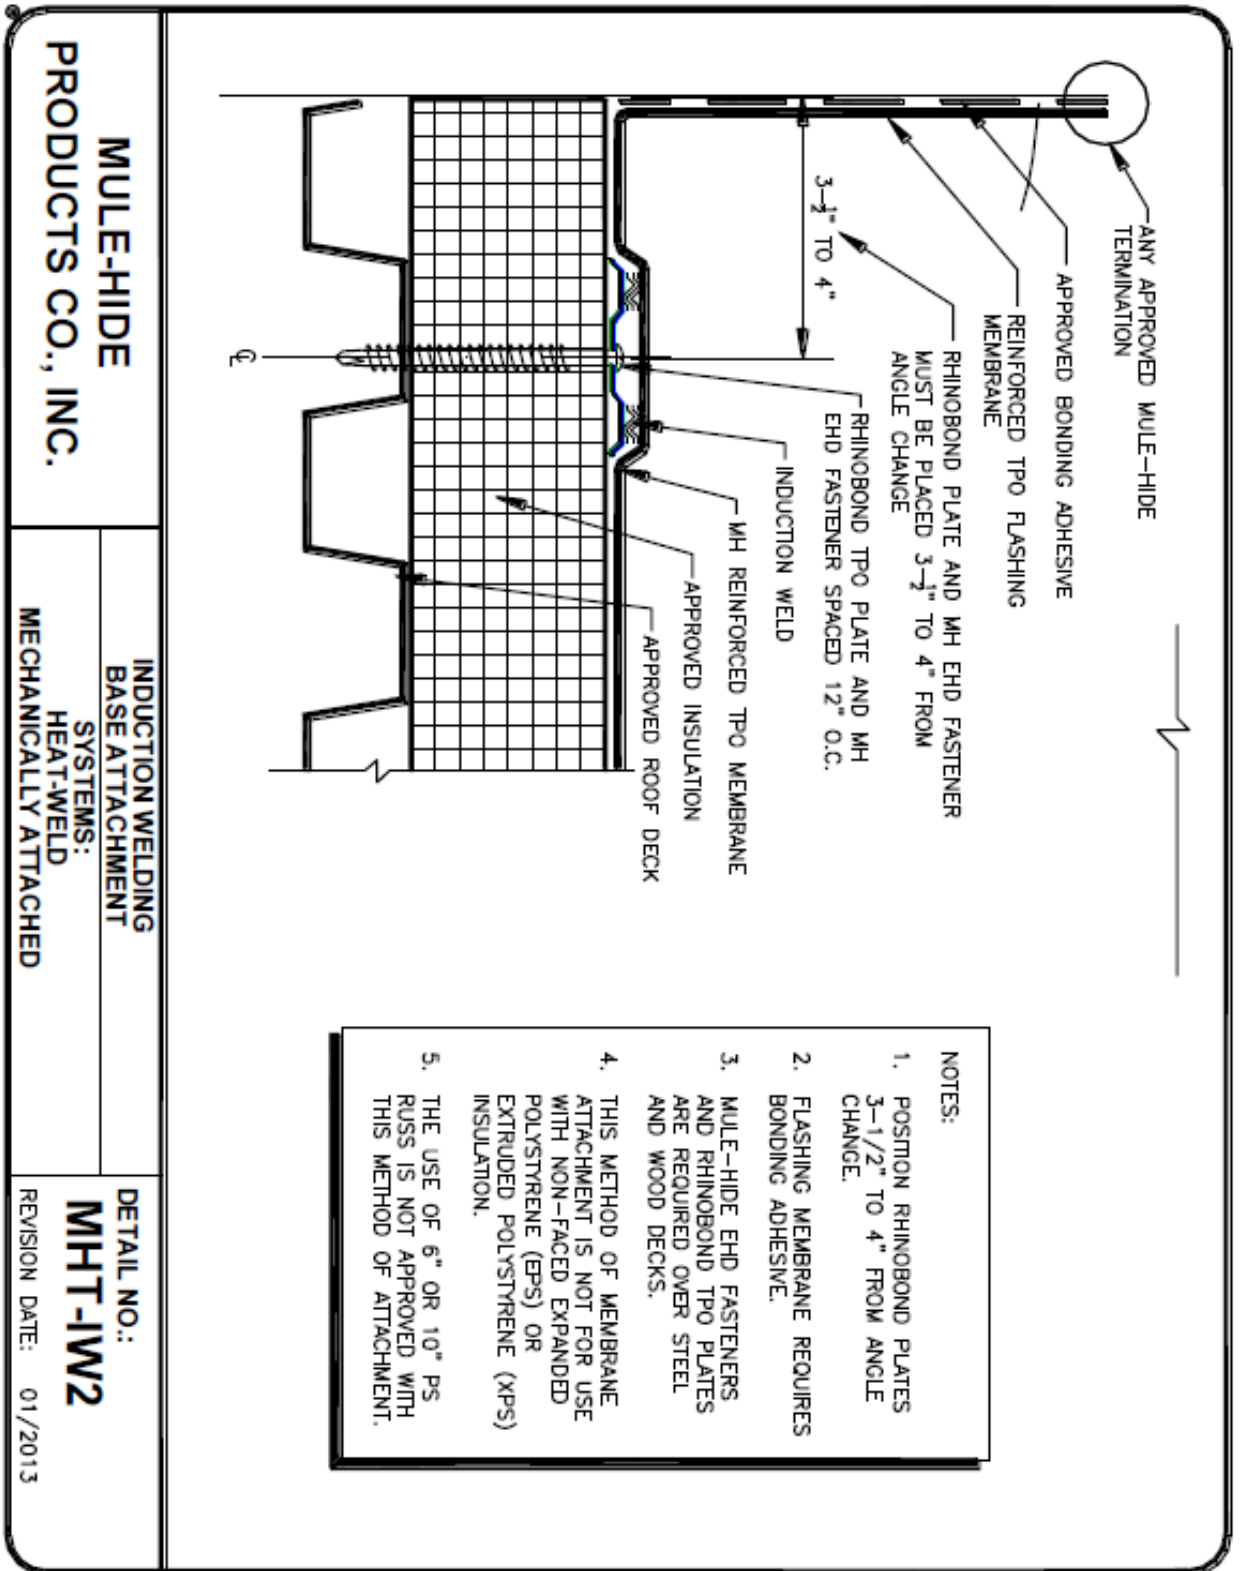 ANY APPROVED MULE-HIDE
TERMINATION
APPROVED BONDING ADHESIVE
REINFORCED TPO FLASHING
MEMBRANE
RHINOBOND PLATE AND MH EHD FASTENER
MUST BE PLACED 3-½" TO 4" FROM
ANGLE CHANGE
3-½" TO 4"
RHINOBOND TPO PLATE AND MH
EHD FASTENER SPACED 12" O.C.
INDUCTION WELD
MH REINFORCED TPO MEMBRANE
APPROVED INSULATION
APPROVED ROOF DECK
℄
NOTES:
1. POSITION RHINOBOND PLATES
3-1/2" TO 4" FROM ANGLE
CHANGE.
2. FLASHING MEMBRANE REQUIRES
BONDING ADHESIVE.
3. MULE-HIDE EHD FASTENERS
AND RHINOBOND TPO PLATES
ARE REQUIRED OVER STEEL
AND WOOD DECKS.
4. THIS METHOD OF MEMBRANE
ATTACHMENT IS NOT FOR USE
WITH NON-FACED EXPANDED
POLYSTYRENE (EPS) OR
EXTRUDED POLYSTYRENE (XPS)
INSULATION.
5. THE USE OF 6" OR 10" PS
RUSS IS NOT APPROVED WITH
THIS METHOD OF ATTACHMENT.
MULE-HIDE
PRODUCTS CO., INC.
INDUCTION WELDING
BASE ATTACHMENT
SYSTEMS:
HEAT-WELD
MECHANICALLY ATTACHED
DETAIL NO.:
MHT-IW2
REVISION DATE: 01/2013